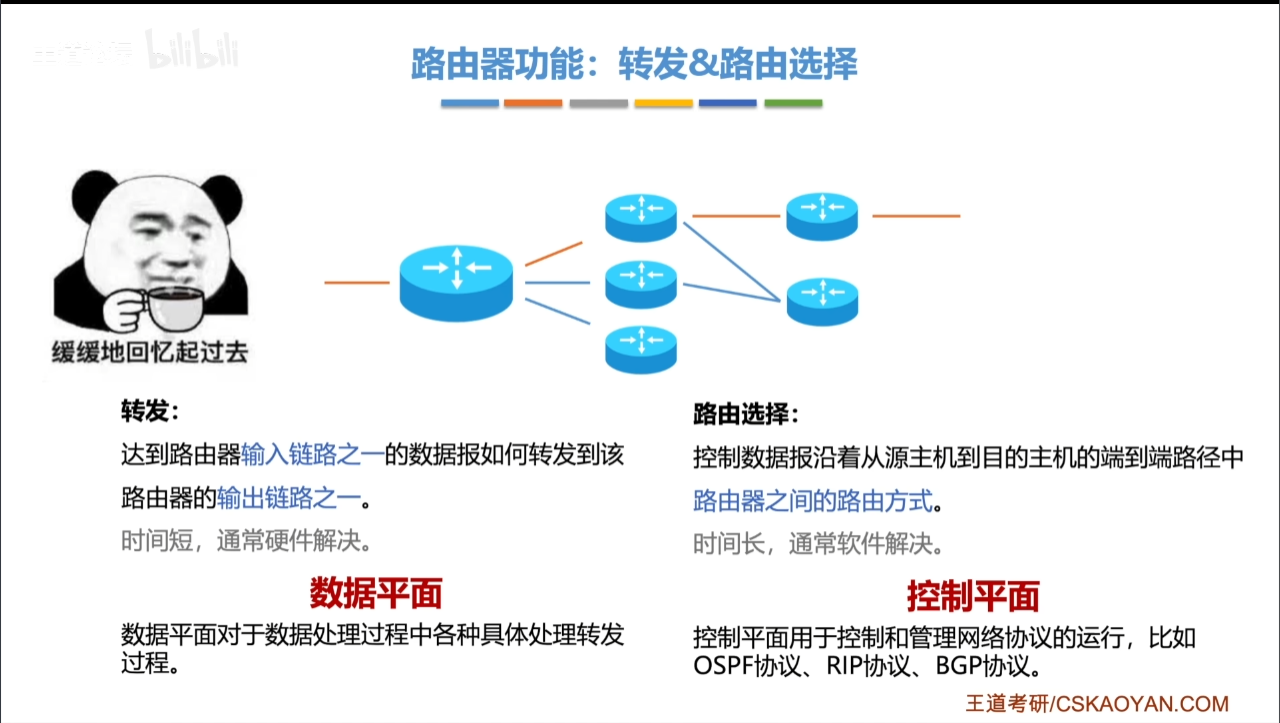 bilibili
路由器功能：转发&路由选择
缓缓地回忆起过去
转发：
达到路由器输入链路之一的数据报如何转发到该
路由器的输出链路之一。
时间短，通常硬件解决。
数据平面
数据平面对于数据处理过程中各种具体处理转发
过程。
路由选择：
控制数据报沿着从源主机到目的主机的端到端路径中
路由器之间的路由方式。
时间长，通常软件解决。
控制平面
控制平面用于控制和管理网络协议的运行，比如
OSPF协议、RIP协议、BGP协议。
王道考研/CSKAOYAN.COM